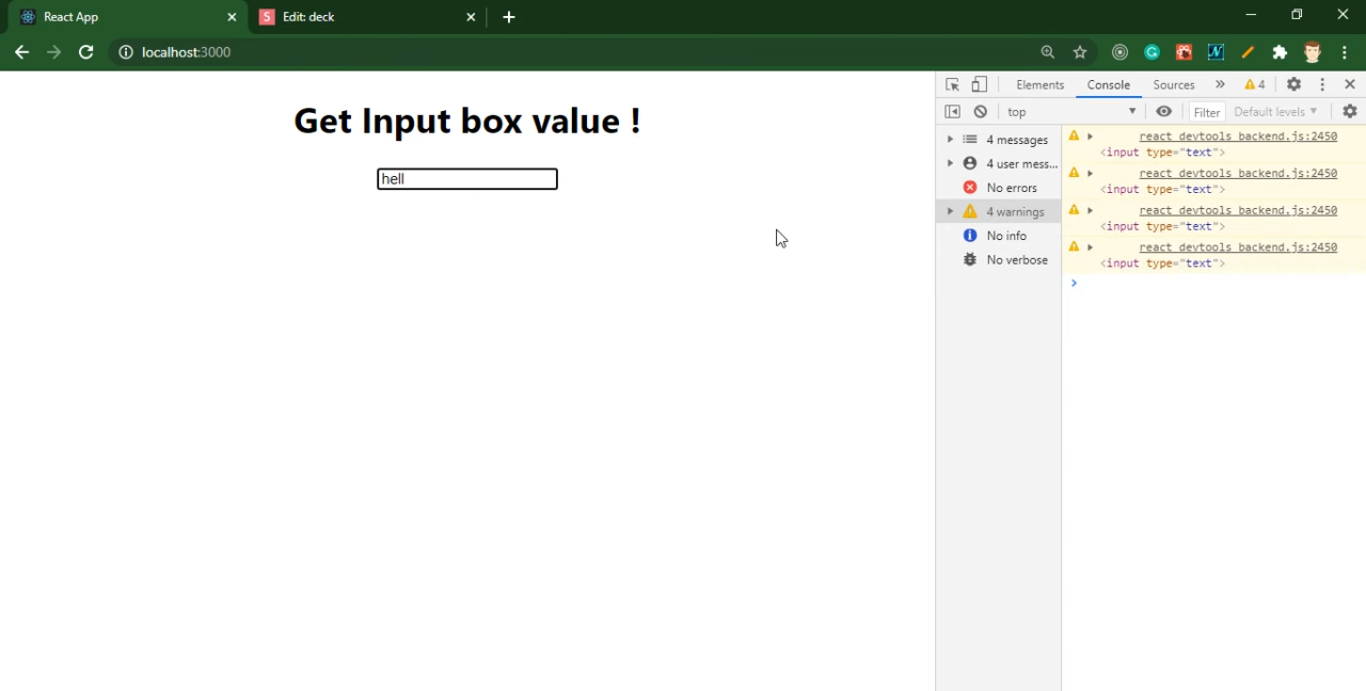 React App
S Edit: deck
localhost:3000
Get Input box value !
hell
Elements Console Sources 4
top Filter Default levels
4 messages
4 user mess...
No errors
4 warnings
No info
No verbose
react_devtools_backend.js:2450
<input type="text">
react_devtools_backend.js:2450
<input type="text">
react_devtools_backend.js:2450
<input type="text">
react_devtools_backend.js:2450
<input type="text">